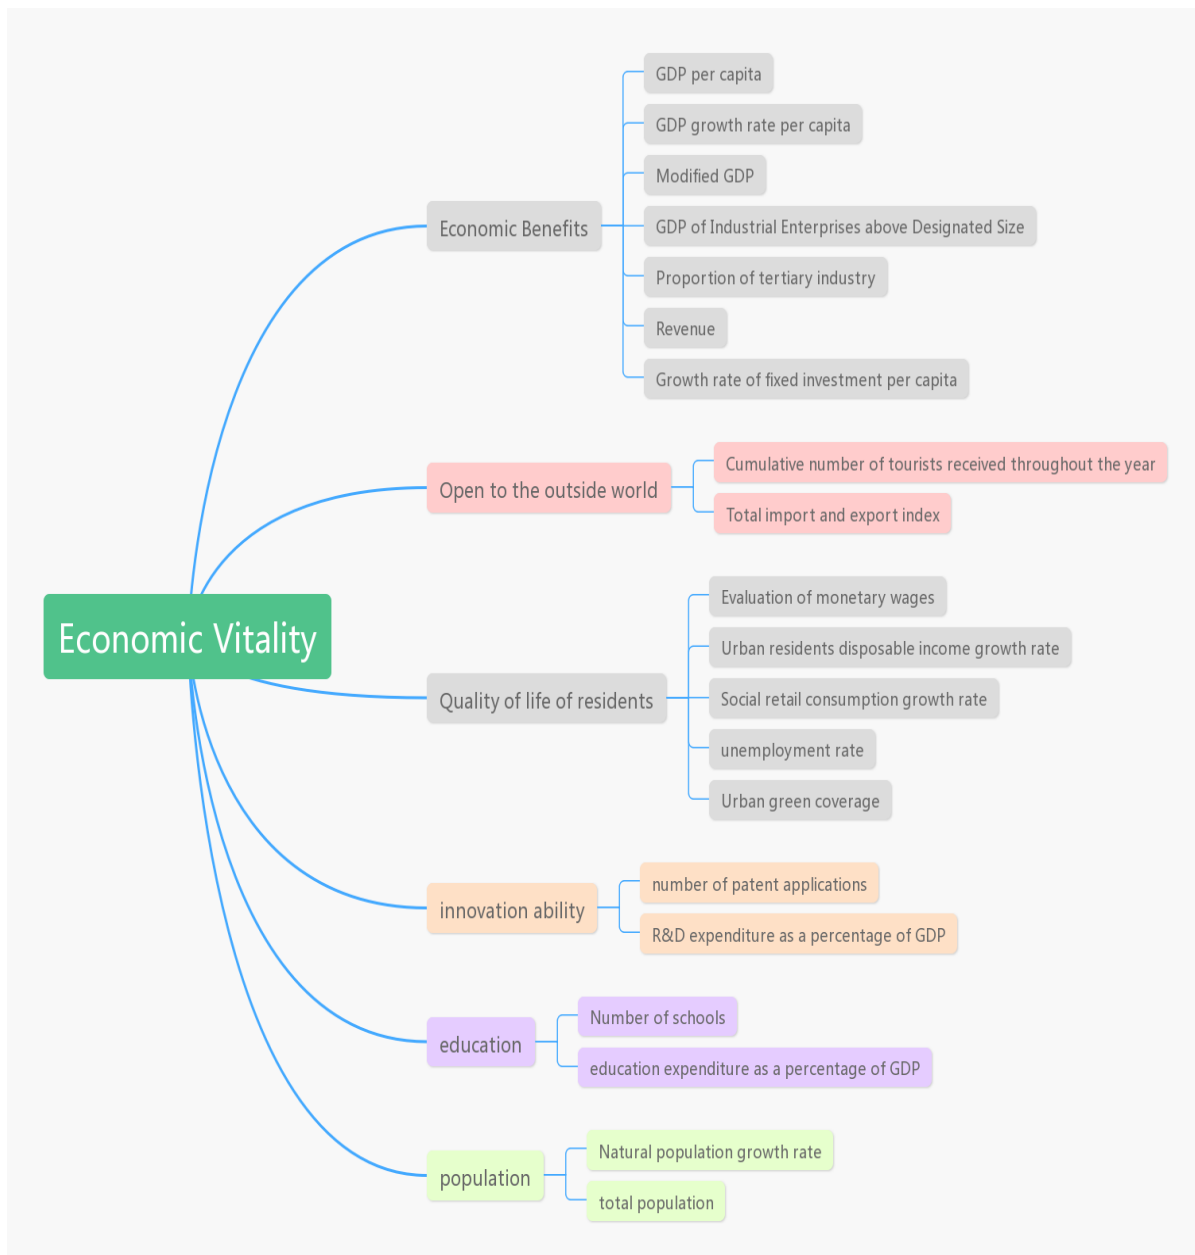 Economic Vitality
Economic Benefits
GDP per capita
GDP growth rate per capita
Modified GDP
GDP of Industrial Enterprises above Designated Size
Proportion of tertiary industry
Revenue
Growth rate of fixed investment per capita
Open to the outside world
Cumulative number of tourists received throughout the year
Total import and export index
Quality of life of residents
Evaluation of monetary wages
Urban residents disposable income growth rate
Social retail consumption growth rate
unemployment rate
Urban green coverage
innovation ability
number of patent applications
R&D expenditure as a percentage of GDP
education
Number of schools
education expenditure as a percentage of GDP
population
Natural population growth rate
total population